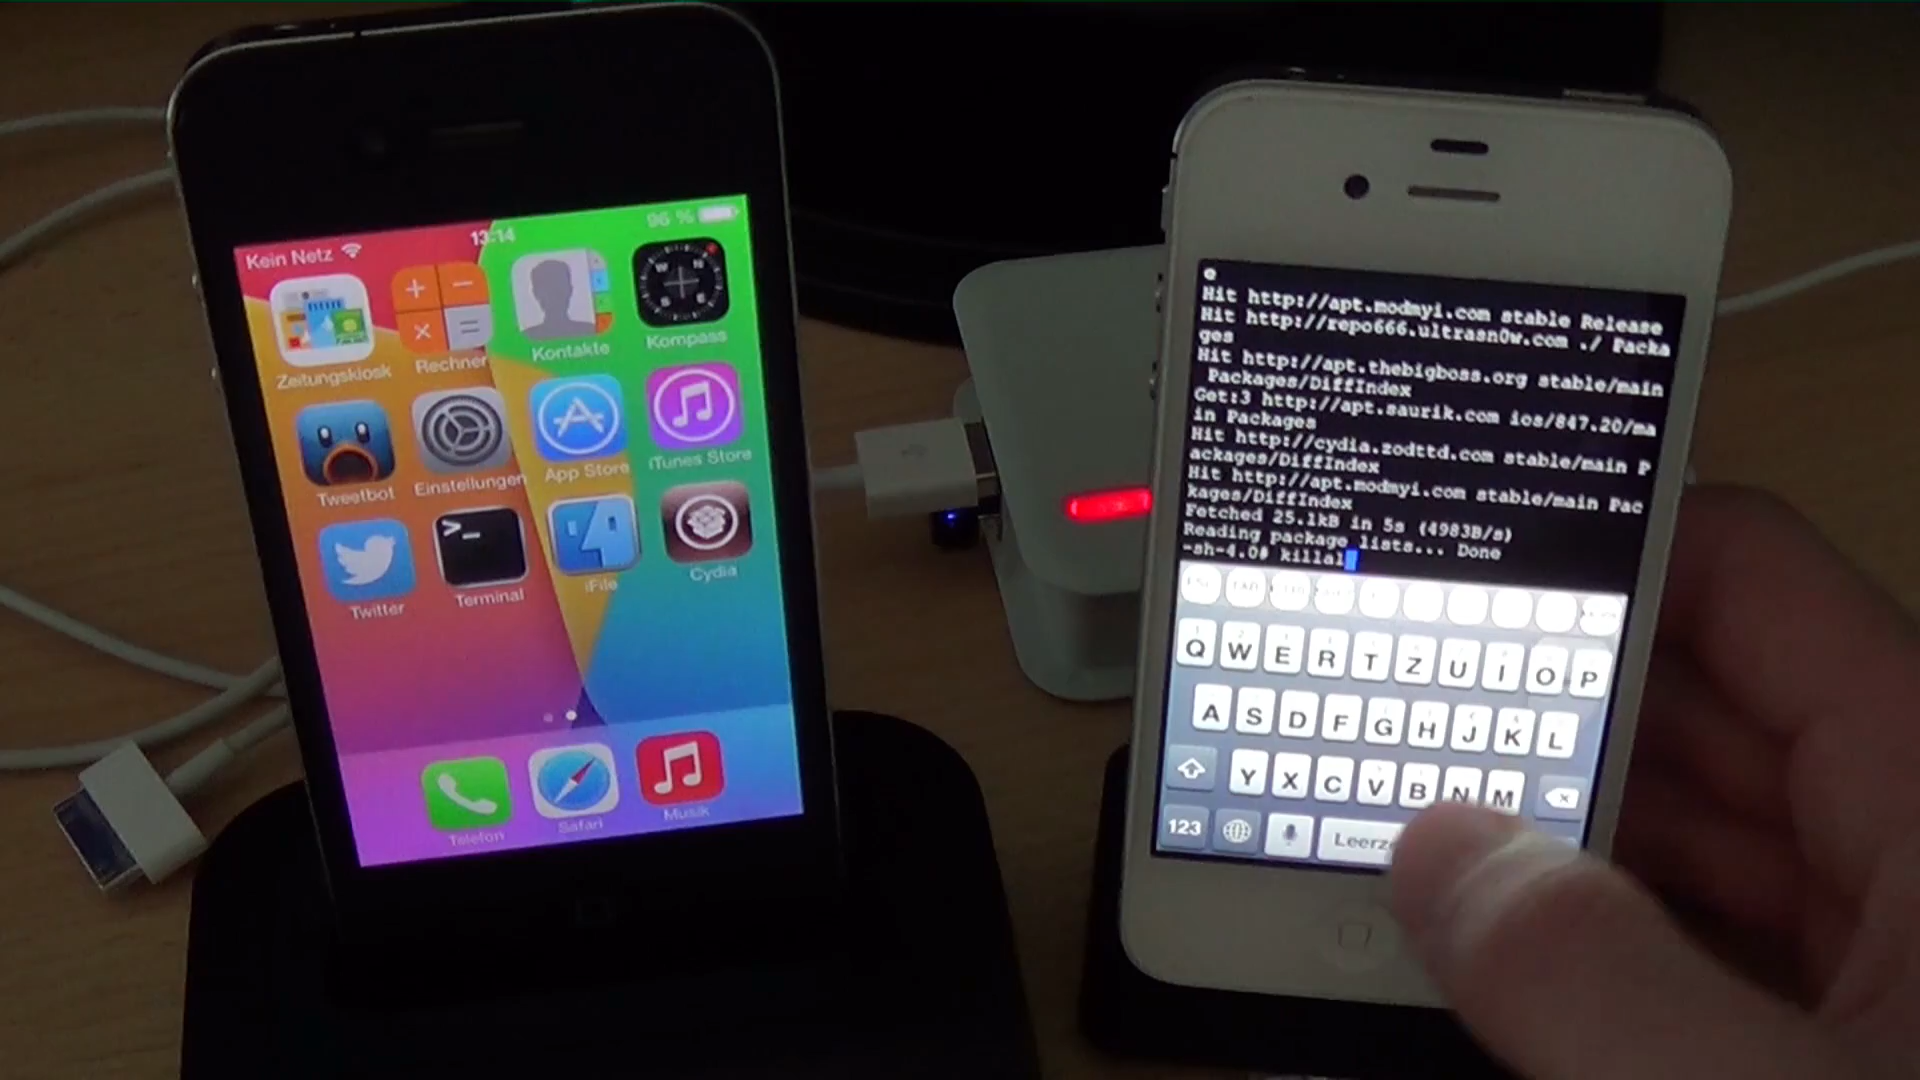 Kein Netz
13:14
96 %
Zeitungskiosk
Rechner
Kontakte
Kompass
Tweetbot
Einstellungen
App Store
iTunes Store
Twitter
Terminal
iFile
Cydia
Telefon
Safari
Musik
e
Hit http://apt.modmyi.com stable Release
Hit http://repo666.ultrasn0w.com ./ Packa
ges
Hit http://apt.thebigboss.org stable/main
Packages/DiffIndex
Get:3 http://apt.saurik.com ios/847.20/ma
in Packages
Hit http://cydia.zodttd.com stable/main P
ackages/DiffIndex
Hit http://apt.modmyi.com stable/main Pac
kages/DiffIndex
Fetched 25.1kB in 5s (4983B/s)
Reading package lists... Done
-sh-4.0# killal
Q W E R T Z U I O P
A S D F G H J K L
Y X C V B N M
123 Leerz